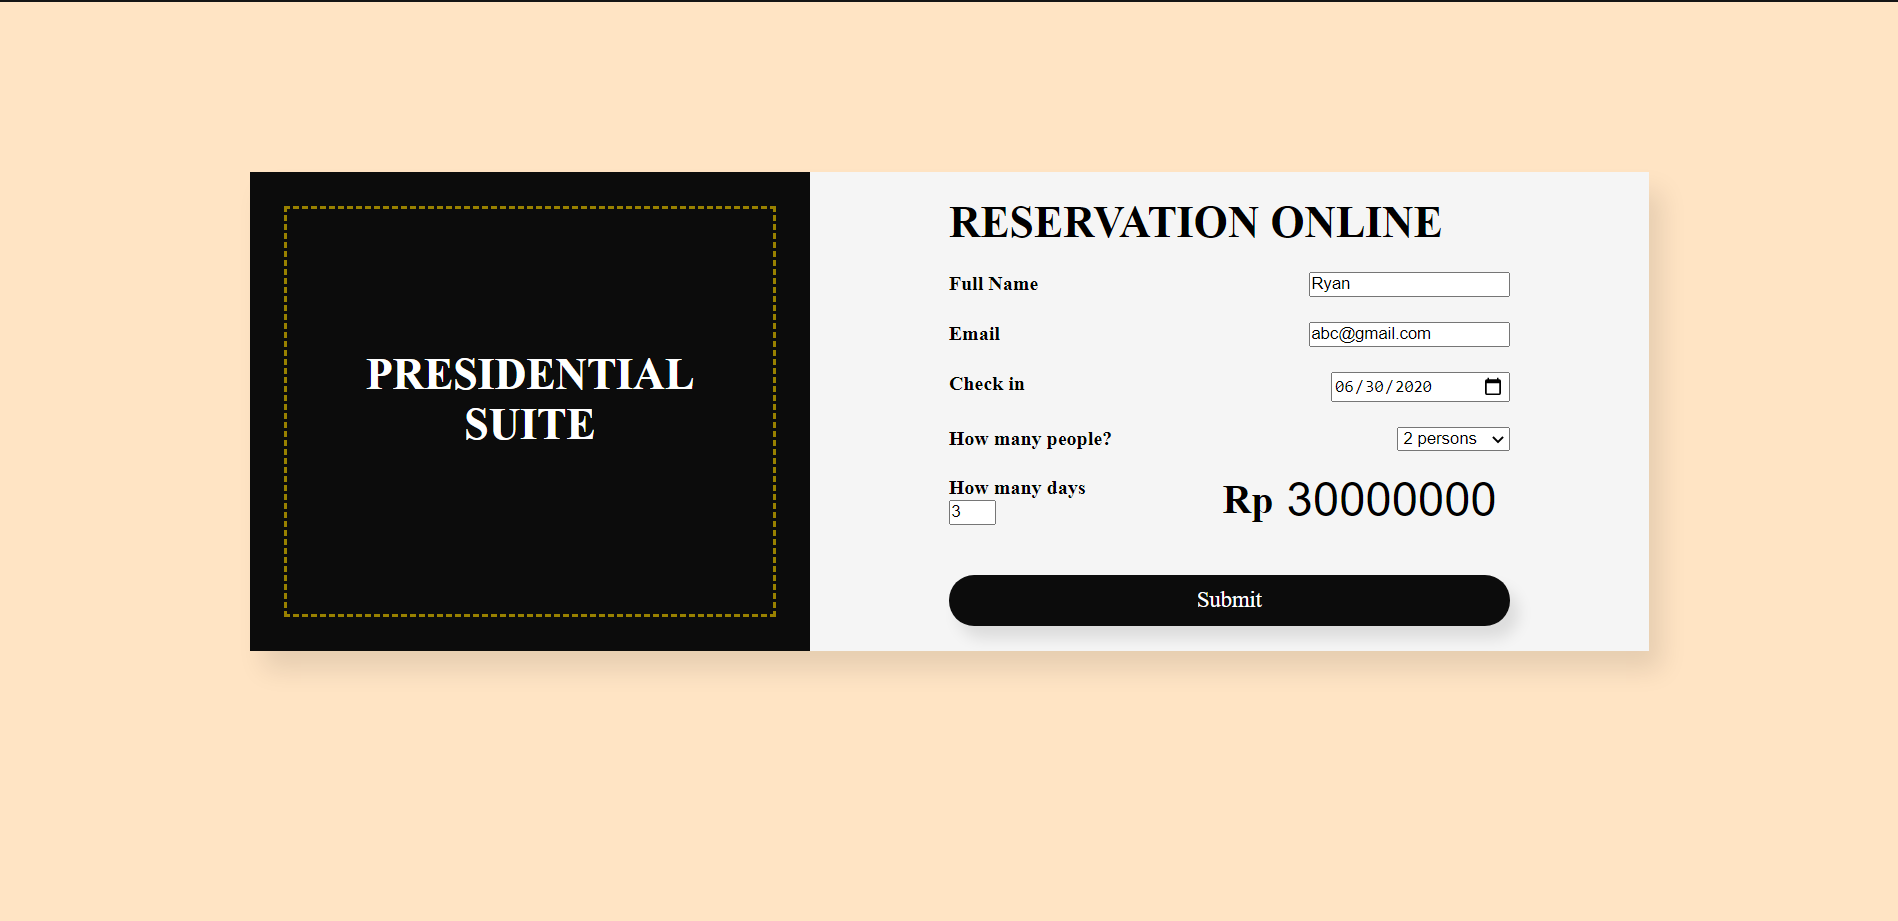 PRESIDENTIAL
SUITE
RESERVATION ONLINE
Full Name
Ryan
Email
abc@gmail.com
Check in
06/30/2020
How many people?
2 persons
How many days
3
Rp 30000000
Submit